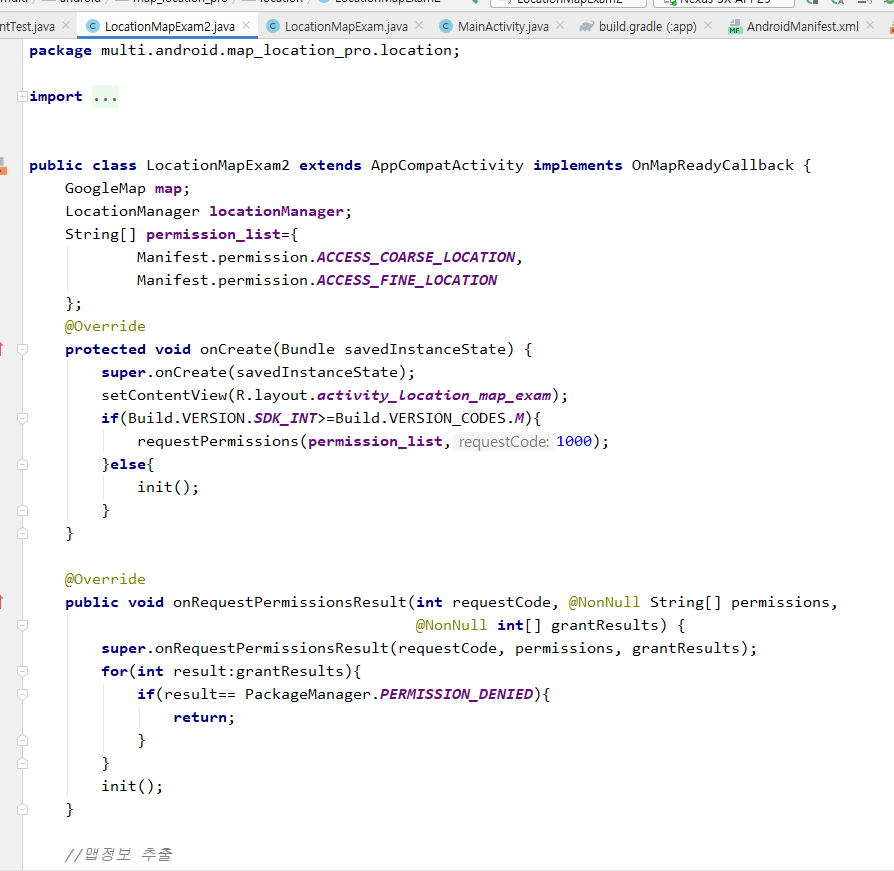 ntTest.java
LocationMapExam2.java
LocationMapExam.java
MainActivity.java
build.gradle (:app)
AndroidManifest.xml
package multi.android.map_location_pro.location;
import ...
public class LocationMapExam2 extends AppCompatActivity implements OnMapReadyCallback {
GoogleMap map;
LocationManager locationManager;
String[] permission_list={
Manifest.permission.ACCESS_COARSE_LOCATION,
Manifest.permission.ACCESS_FINE_LOCATION
};
@Override
protected void onCreate(Bundle savedInstanceState) {
super.onCreate(savedInstanceState);
setContentView(R.layout.activity_location_map_exam);
if(Build.VERSION.SDK_INT>=Build.VERSION_CODES.M){
requestPermissions(permission_list, requestCode: 1000);
}else{
init();
}
}
@Override
public void onRequestPermissionsResult(int requestCode, @NonNull String[] permissions,
@NonNull int[] grantResults) {
super.onRequestPermissionsResult(requestCode, permissions, grantResults);
for(int result:grantResults){
if(result== PackageManager.PERMISSION_DENIED){
return;
}
}
init();
}
//맵정보 추출